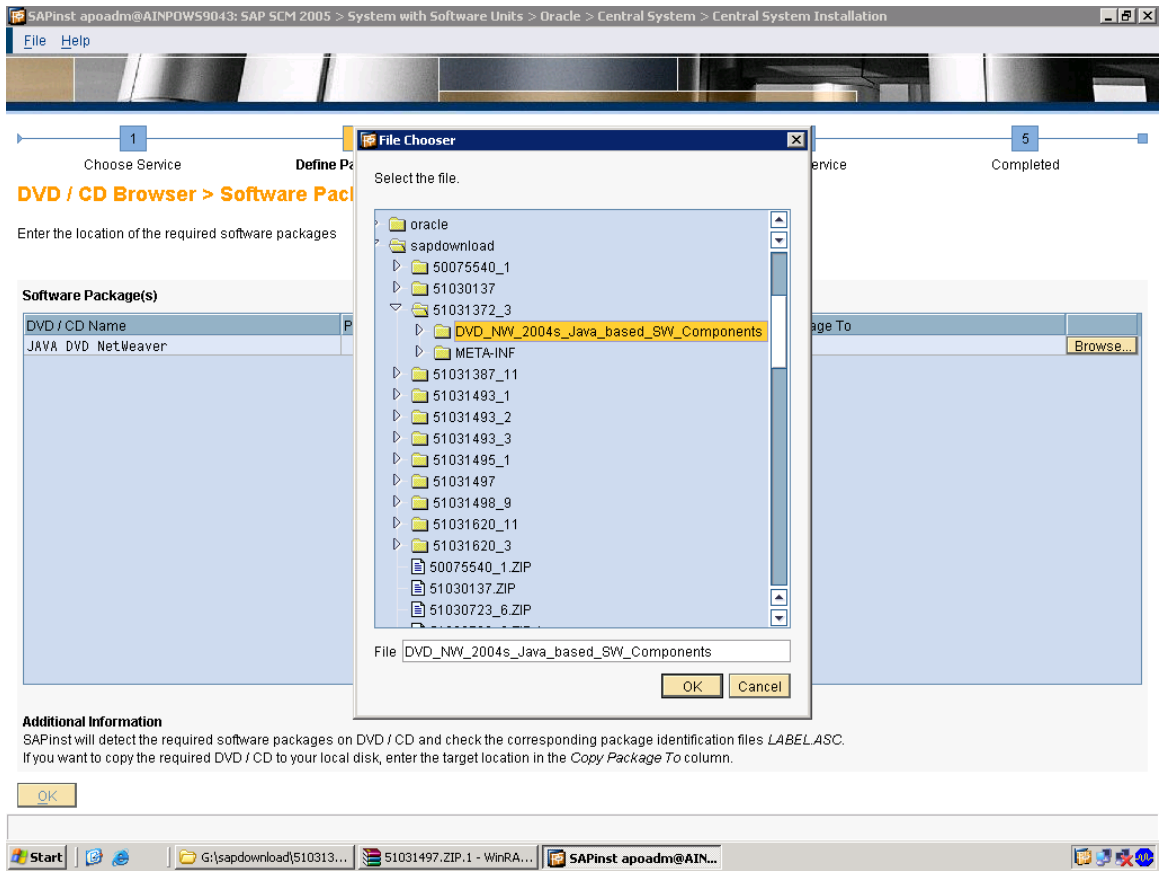 SAPinst apoadm@AINPOWS9043: SAP SCM 2005 > System with Software Units > Oracle > Central System > Central System Installation
File Help
1
5
Choose Service
Define Pa
ervice
Completed
DVD / CD Browser > Software Pac
Enter the location of the required software packages
Software Package(s)
DVD / CD Name
P
age To
JAVA DVD NetWeaver
Browse...
File Chooser
Select the file.
oracle
sapdownload
50075540_1
51030137
51031372_3
DVD_NW_2004s_Java_based_SW_Components
META-INF
51031387_11
51031493_1
51031493_2
51031493_3
51031495_1
51031497
51031498_9
51031620_11
51031620_3
50075540_1.ZIP
51030137.ZIP
51030723_6.ZIP
File DVD_NW_2004s_Java_based_SW_Components
OK Cancel
Additional Information
SAPinst will detect the required software packages on DVD / CD and check the corresponding package identification files LABEL.ASC.
If you want to copy the required DVD / CD to your local disk, enter the target location in the Copy Package To column.
OK
Start
G:\sapdownload\510313...
51031497.ZIP.1 - WinRA...
SAPinst apoadm@AIN...